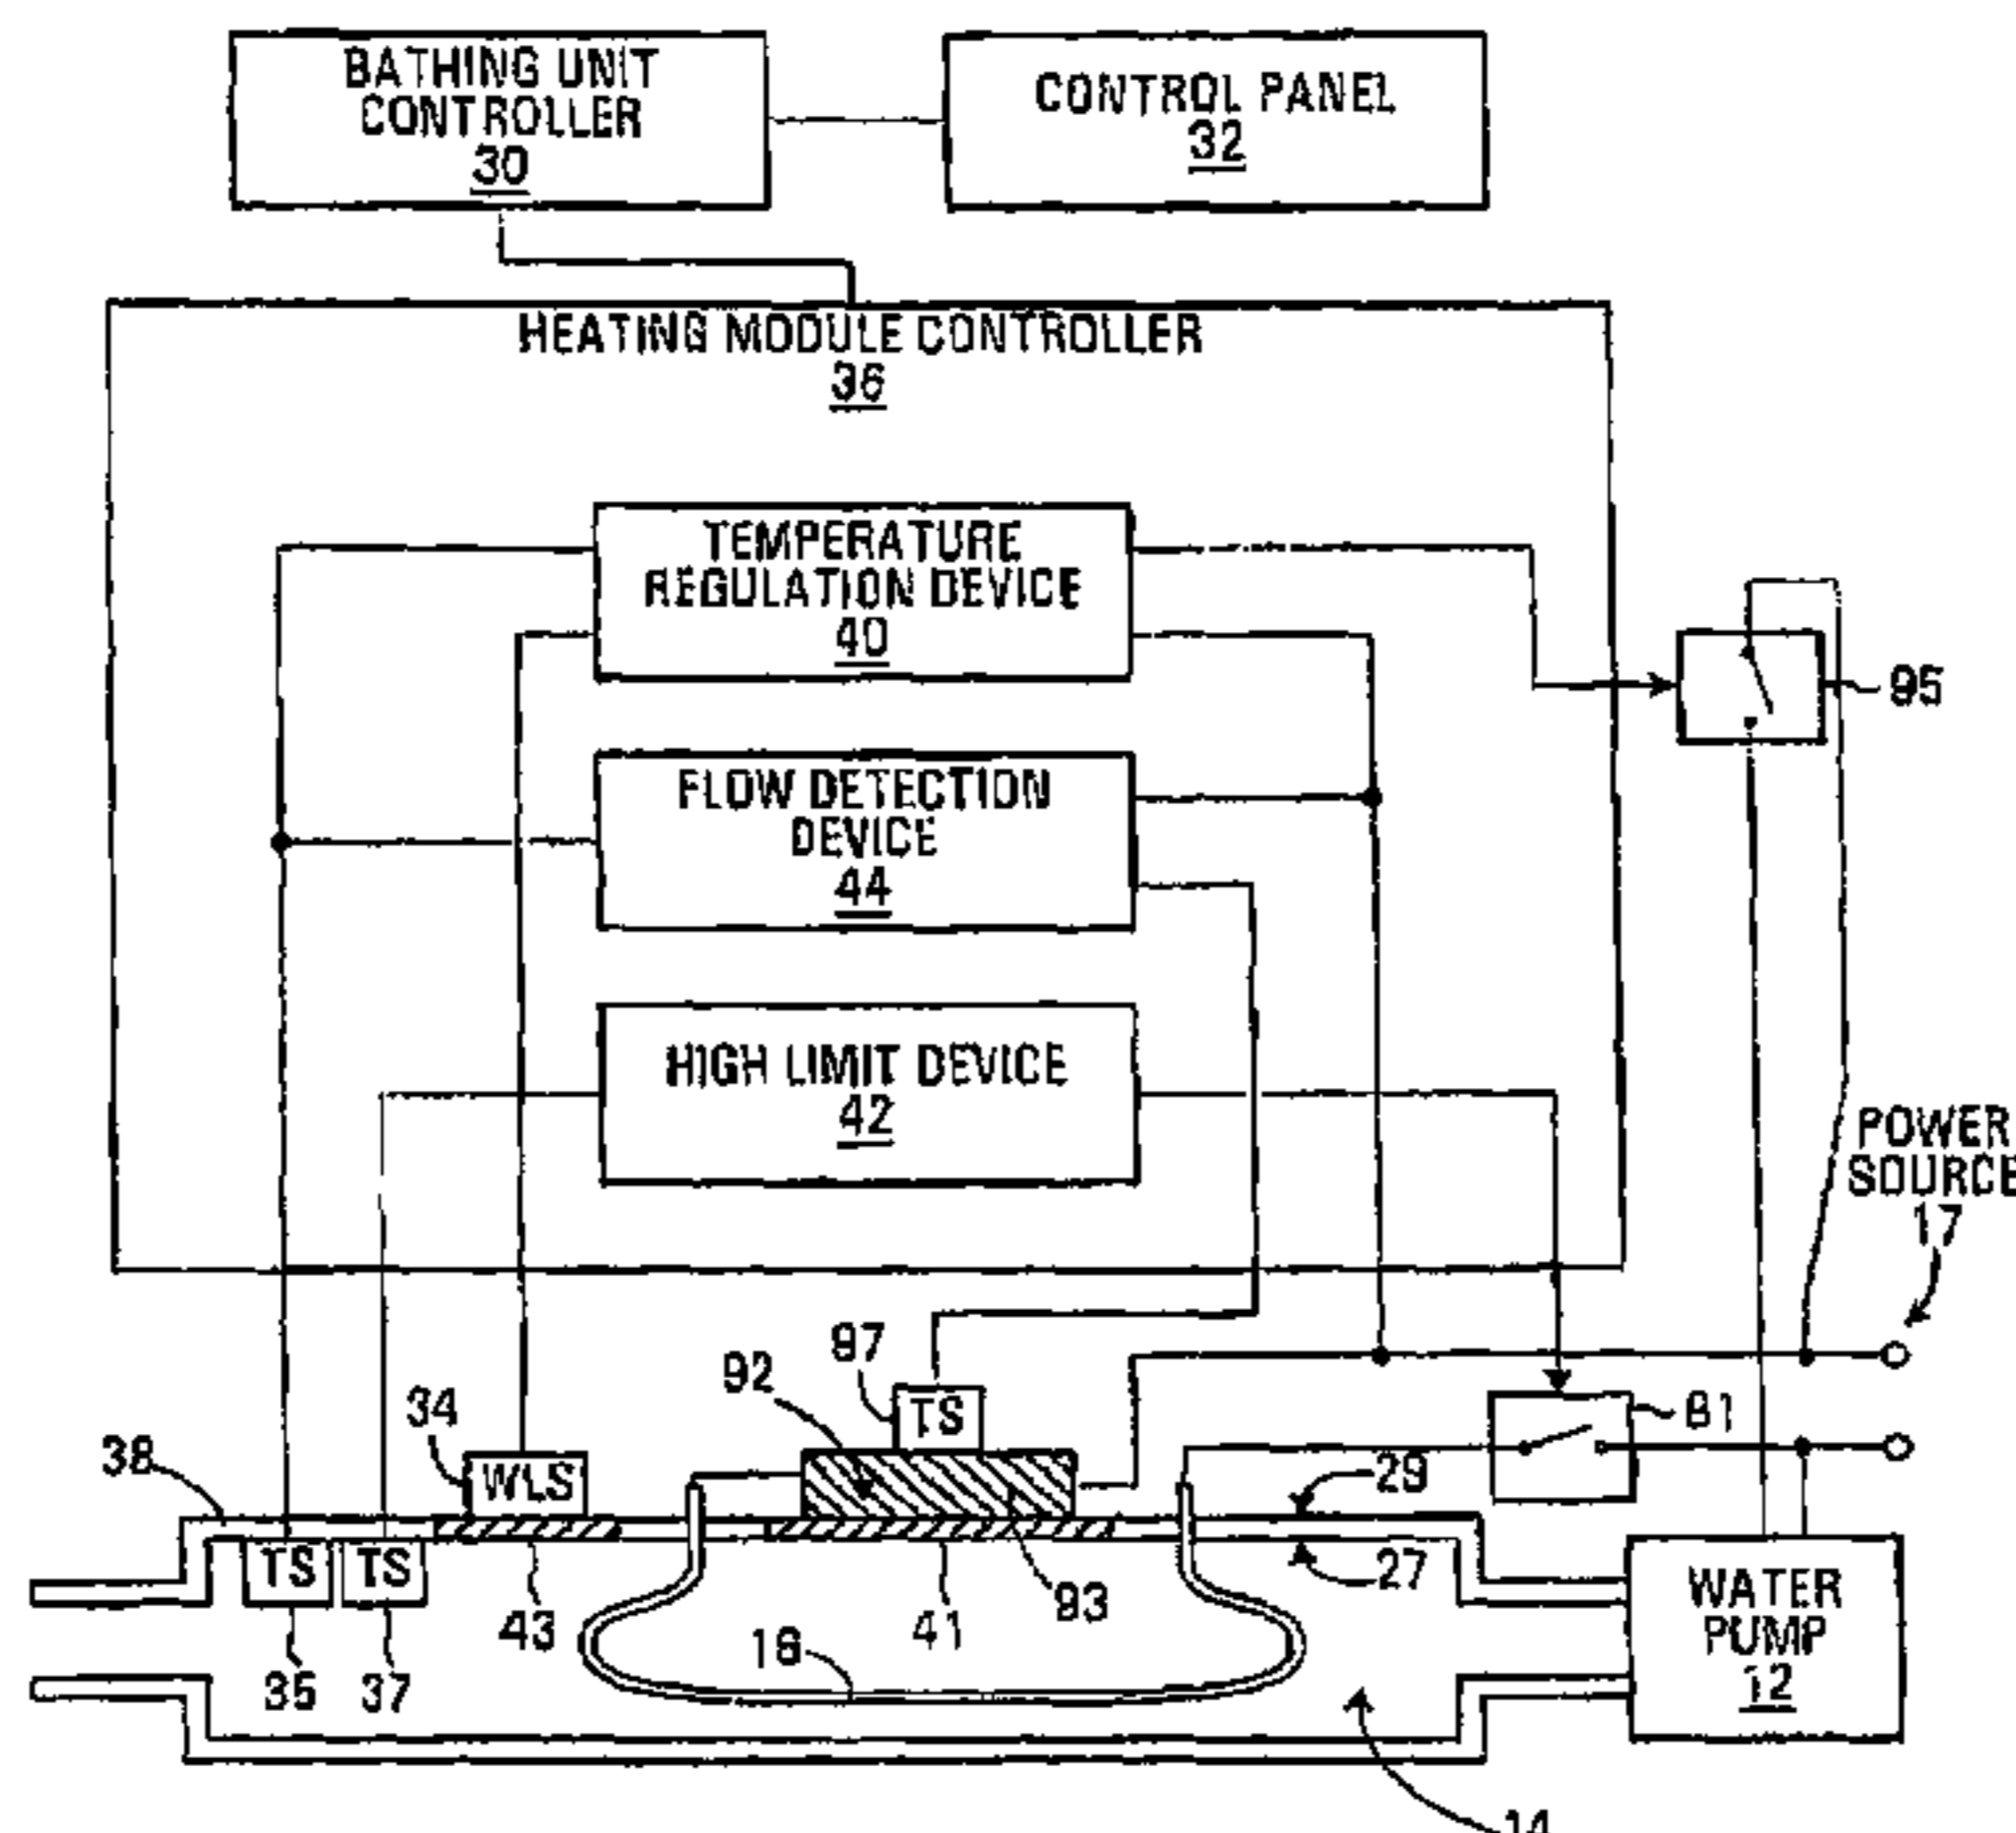 BATHING UNIT
CONTROLLER
30
CONTROL PANEL
32
HEATING MODULE CONTROLLER
36
TEMPERATURE
REGULATION DEVICE
40
95
FLOW DETECTION
DEVICE
44
HIGH LIMIT DEVICE
42
POWER
SOURCE
17
97
92
TS
34
81
38
WLS
29
TS
TS
27
93
43
41
16
35
37
WATER
PUMP
12
14